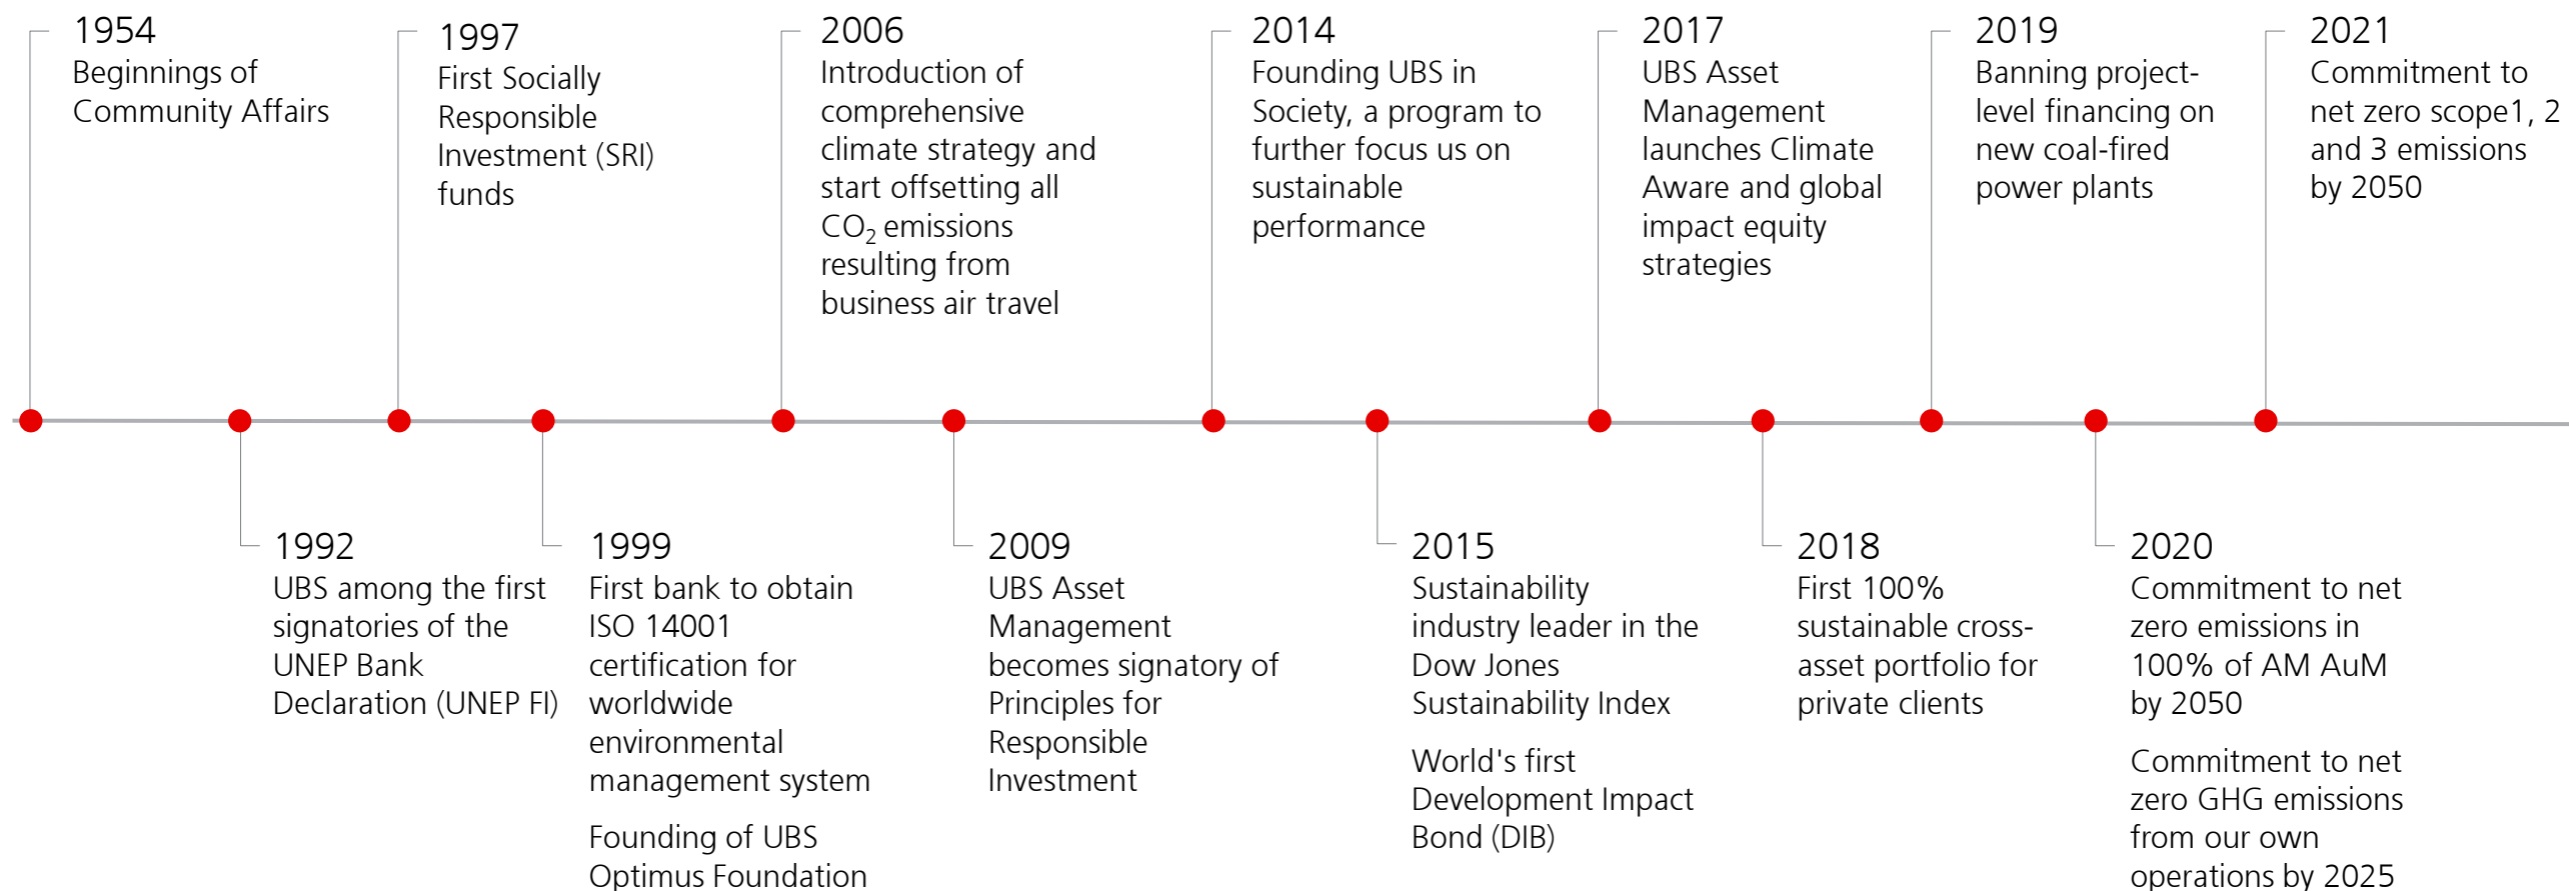 1954
Beginnings of
Community Affairs
1992
UBS among the first
signatories of the
UNEP Bank
Declaration (UNEP FI)
1997
First Socially
Responsible
Investment (SRI)
funds
1999
First bank to obtain
ISO 14001
certification for
worldwide
environmental
management system
Founding of UBS
Optimus Foundation
2006
Introduction of
comprehensive
climate strategy and
start offsetting all
CO₂ emissions
resulting from
business air travel
2009
UBS Asset
Management
becomes signatory of
Principles for
Responsible
Investment
2014
Founding UBS in
Society, a program to
further focus us on
sustainable
performance
2015
Sustainability
industry leader in the
Dow Jones
Sustainability Index
World's first
Development Impact
Bond (DIB)
2017
UBS Asset
Management
launches Climate
Aware and global
impact equity
strategies
2018
First 100%
sustainable cross-
asset portfolio for
private clients
2019
Banning project-
level financing on
new coal-fired
power plants
2020
Commitment to net
zero emissions in
100% of AM AuM
by 2050
Commitment to net
zero GHG emissions
from our own
operations by 2025
2021
Commitment to
net zero scope1, 2
and 3 emissions
by 2050